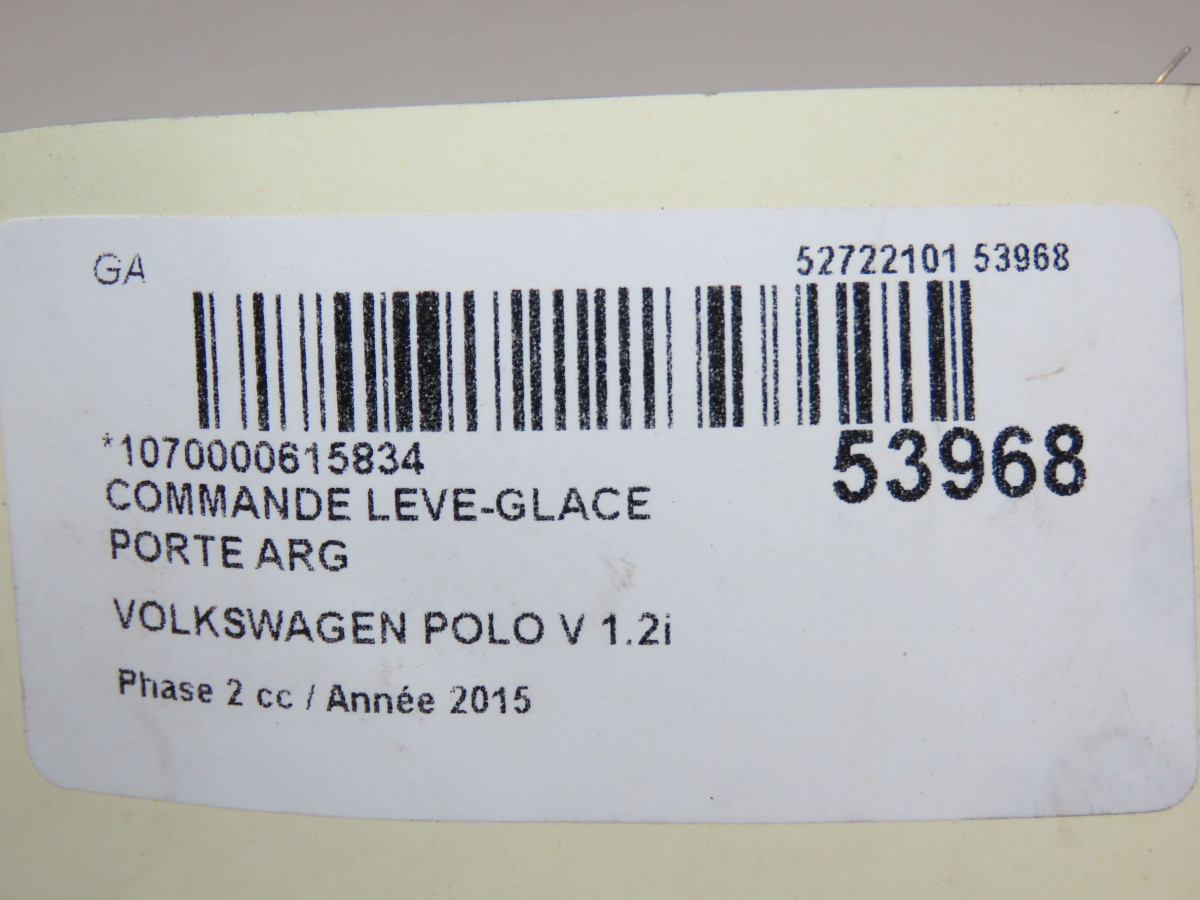 GA 52722101 53968
*1070000615834
53968
COMMANDE LEVE-GLACE
PORTE ARG
VOLKSWAGEN POLO V 1.2i
Phase 2 cc / Année 2015